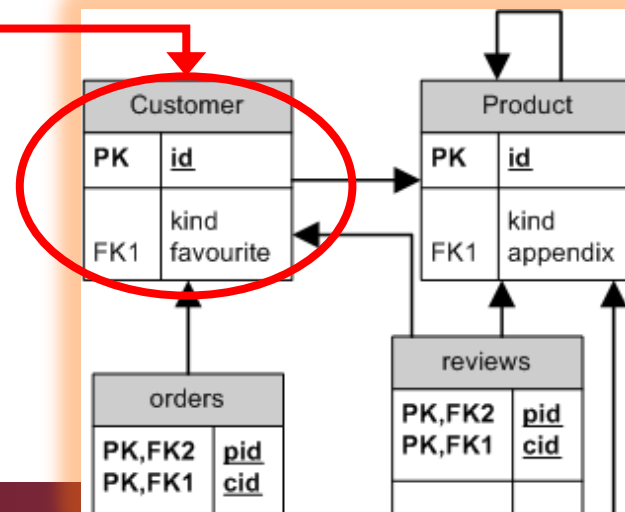 Customer
PK id
kind
FK1 favourite
Product
PK id
kind
FK1 appendix
orders
PK,FK2 pid
PK,FK1 cid
reviews
PK,FK2 pid
PK,FK1 cid